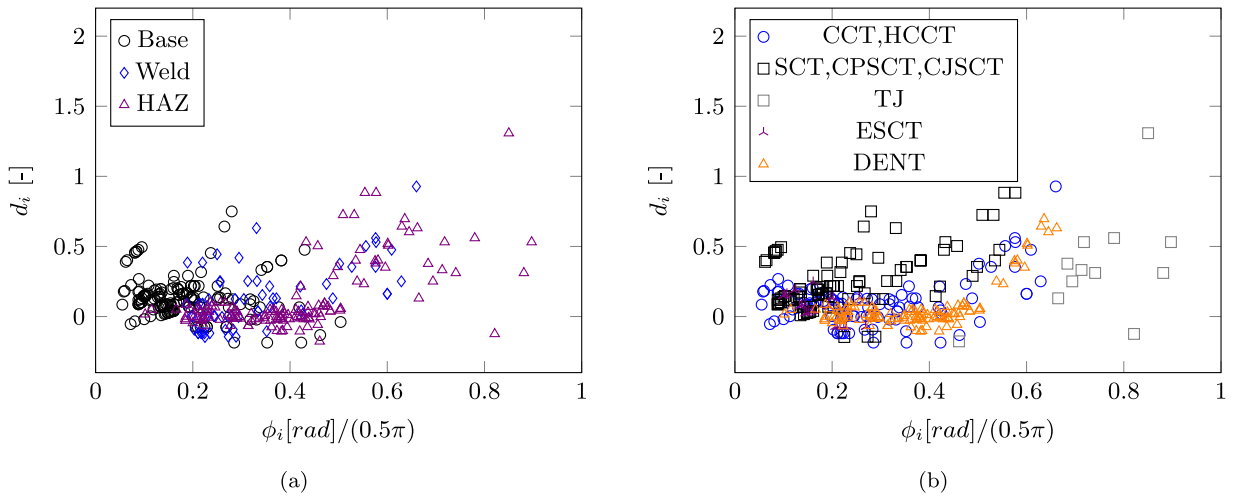 2
1.5
1
0.5
0
d_i [-]
Base
Weld
HAZ
0 0.2 0.4 0.6 0.8 1
ϕ_i[rad]/(0.5π)
(a)
2
1.5
1
0.5
0
d_i [-]
CCT,HCCT
SCT,CPSCT,CJSCT
TJ
ESCT
DENT
0 0.2 0.4 0.6 0.8 1
ϕ_i[rad]/(0.5π)
(b)